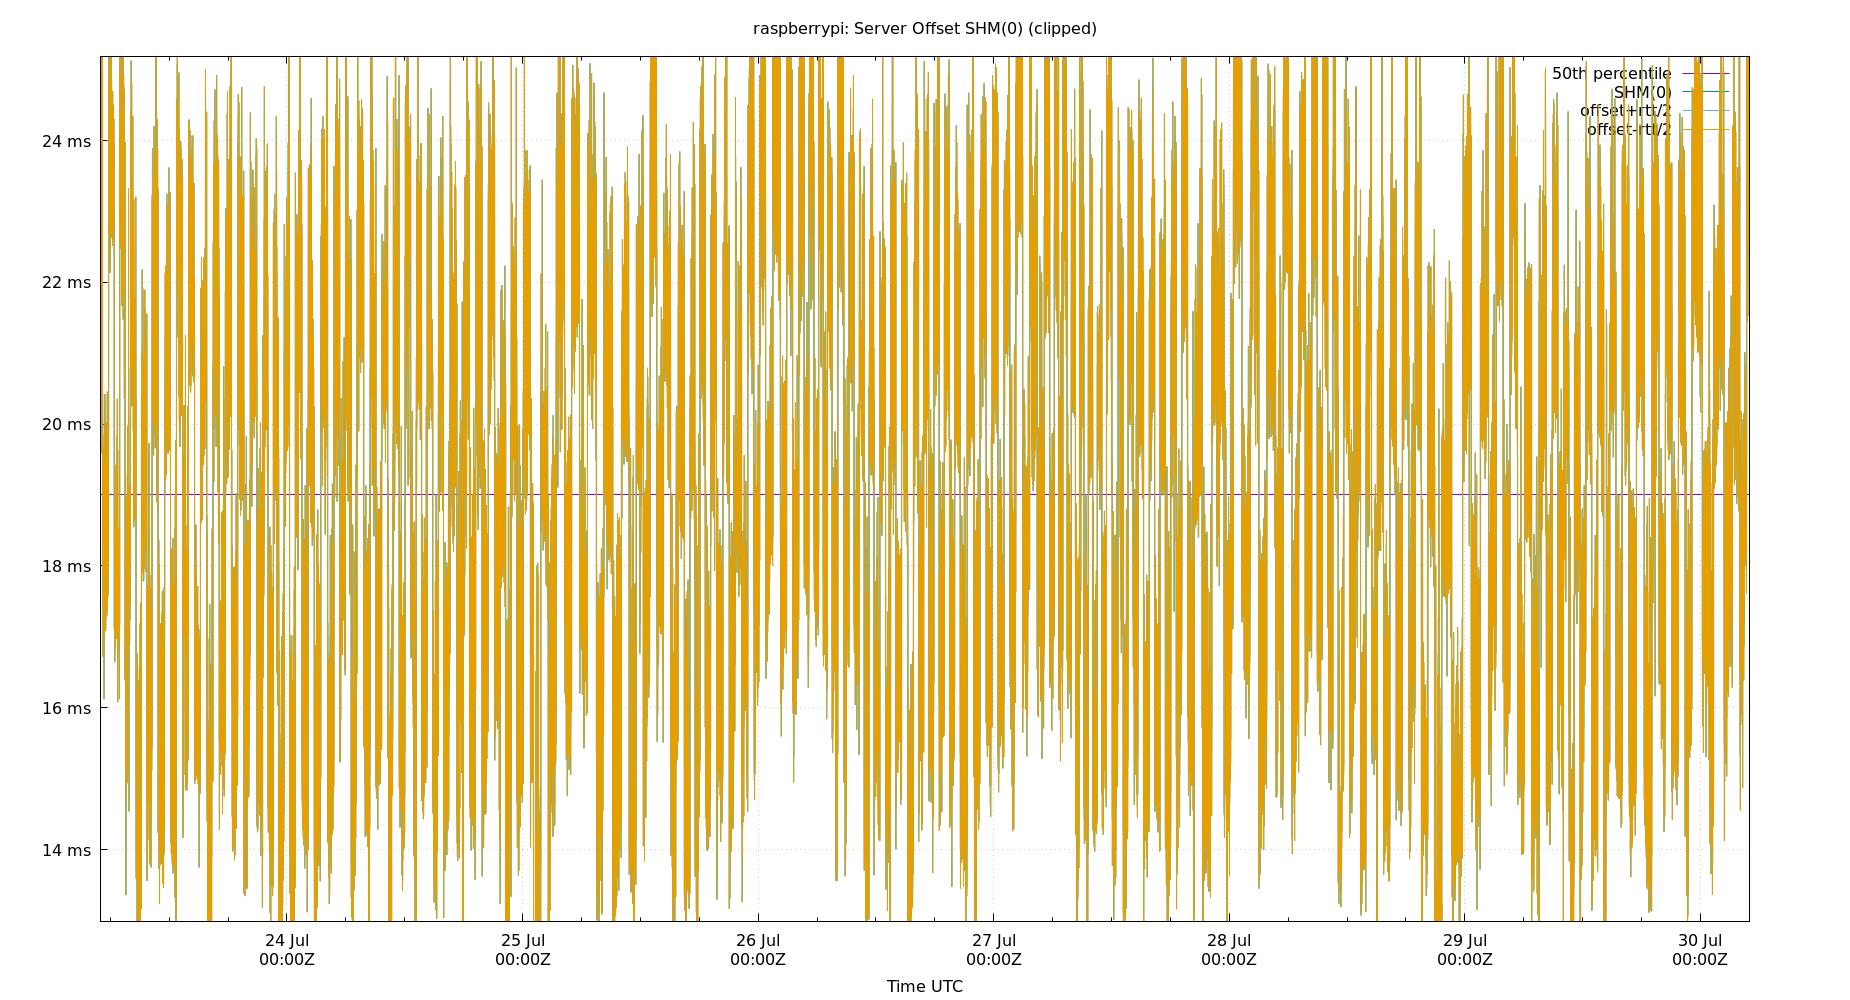 raspberrypi: Server Offset SHM(0) (clipped)
50th percentile
SHM(0)
offset+rtt/2
offset-rtt/2
24 ms
22 ms
20 ms
18 ms
16 ms
14 ms
24 Jul 25 Jul 26 Jul 27 Jul 28 Jul 29 Jul 30 Jul
00:00Z 00:00Z 00:00Z 00:00Z 00:00Z 00:00Z 00:00Z
Time UTC